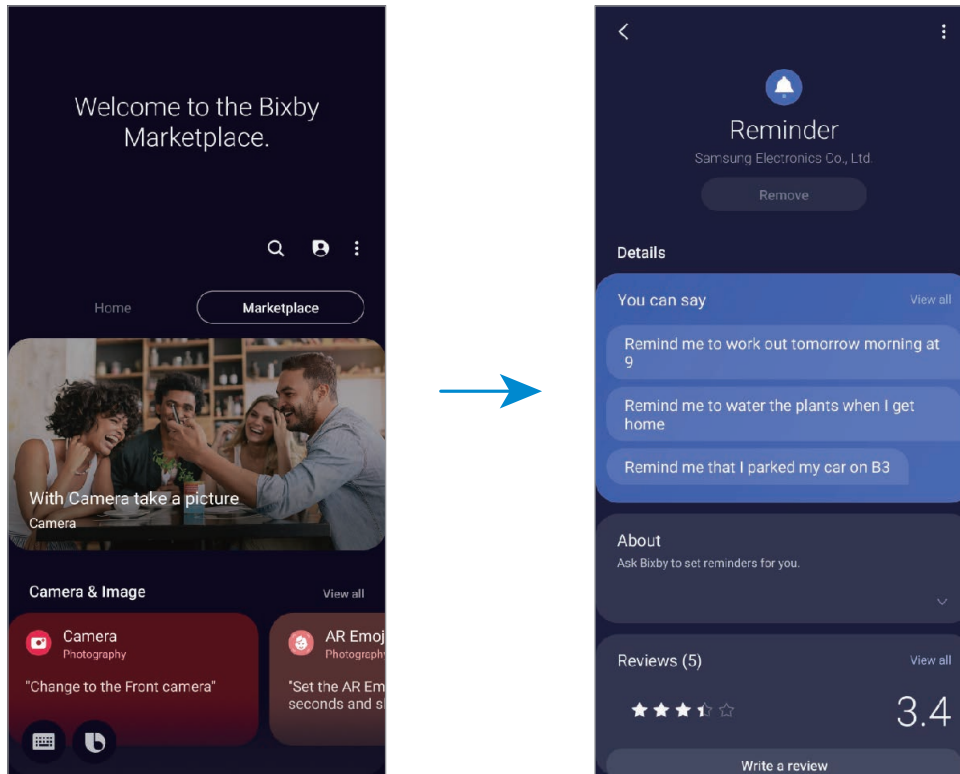 Welcome to the Bixby
Marketplace.
Home
Marketplace
With Camera take a picture
Camera
Camera & Image
View all
Camera
Photography
"Change to the Front camera"
AR Emoj
Photography
"Set the AR Em
seconds and s
Reminder
Samsung Electronics Co., Ltd.
Remove
Details
You can say
View all
Remind me to work out tomorrow morning at
9
Remind me to water the plants when I get
home
Remind me that I parked my car on B3
About
Ask Bixby to set reminders for you.
Reviews (5)
View all
3.4
Write a review